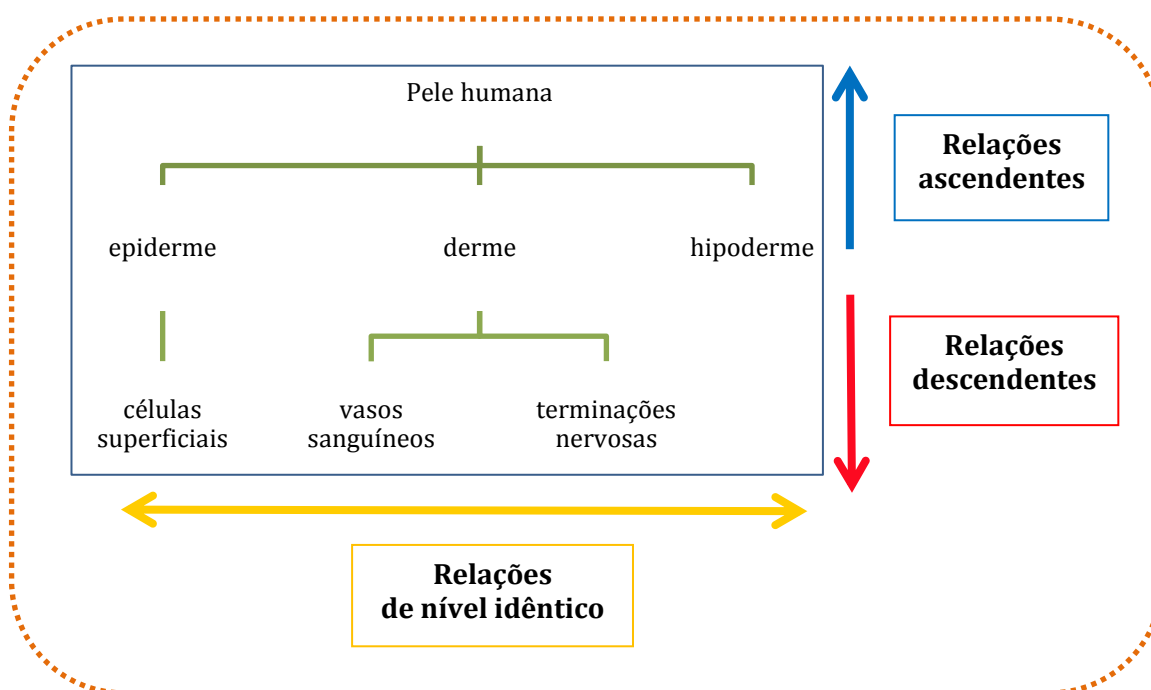 Pele humana
Relações
ascendentes
epiderme
derme
hipoderme
Relações
descendentes
células
superficiais
vasos
sanguíneos
terminações
nervosas
Relações
de nível idêntico